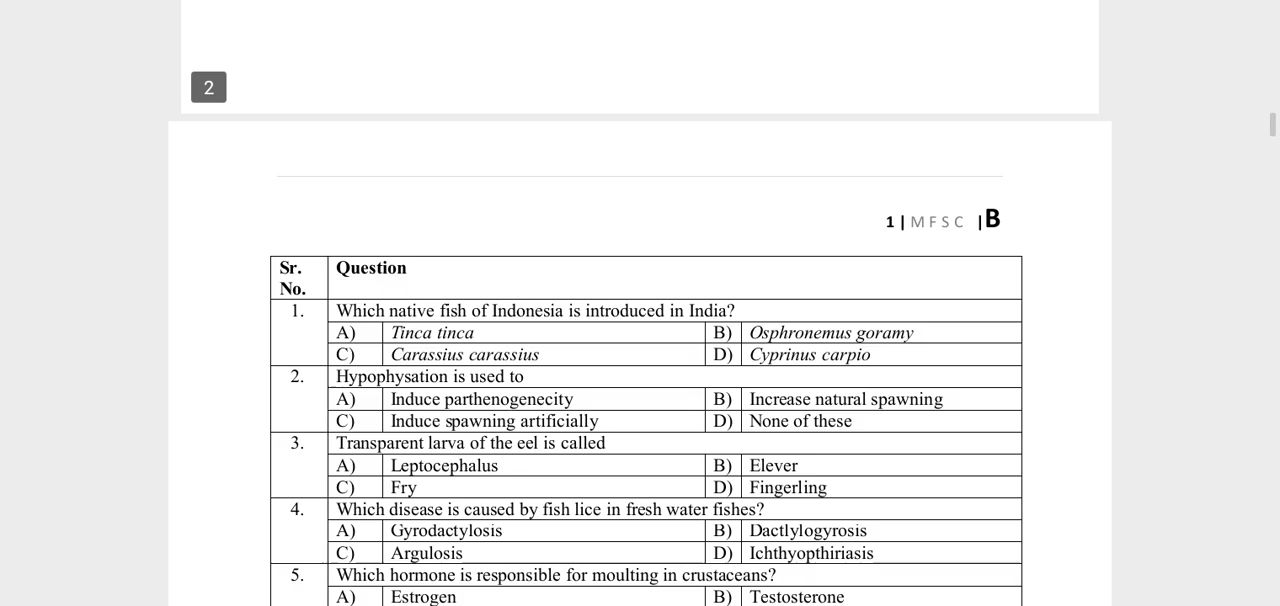 2
1 | M F S C | B
Sr. No. Question
1. Which native fish of Indonesia is introduced in India?
A) Tinca tinca B) Osphronemus goramy
C) Carassius carassius D) Cyprinus carpio
2. Hypophysation is used to
A) Induce parthenogenecity B) Increase natural spawning
C) Induce spawning artificially D) None of these
3. Transparent larva of the eel is called
A) Leptocephalus B) Elever
C) Fry D) Fingerling
4. Which disease is caused by fish lice in fresh water fishes?
A) Gyrodactylosis B) Dactlylogyrosis
C) Argulosis D) Ichthyopthiriasis
5. Which hormone is responsible for moulting in crustaceans?
A) Estrogen B) Testosterone